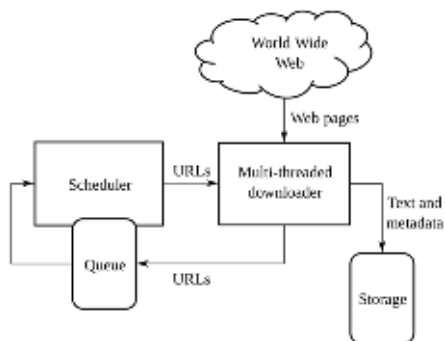 World Wide
Web
Web pages
Scheduler
URLs
Multi-threaded
downloader
Text and
metadata
Queue
URLs
Storage